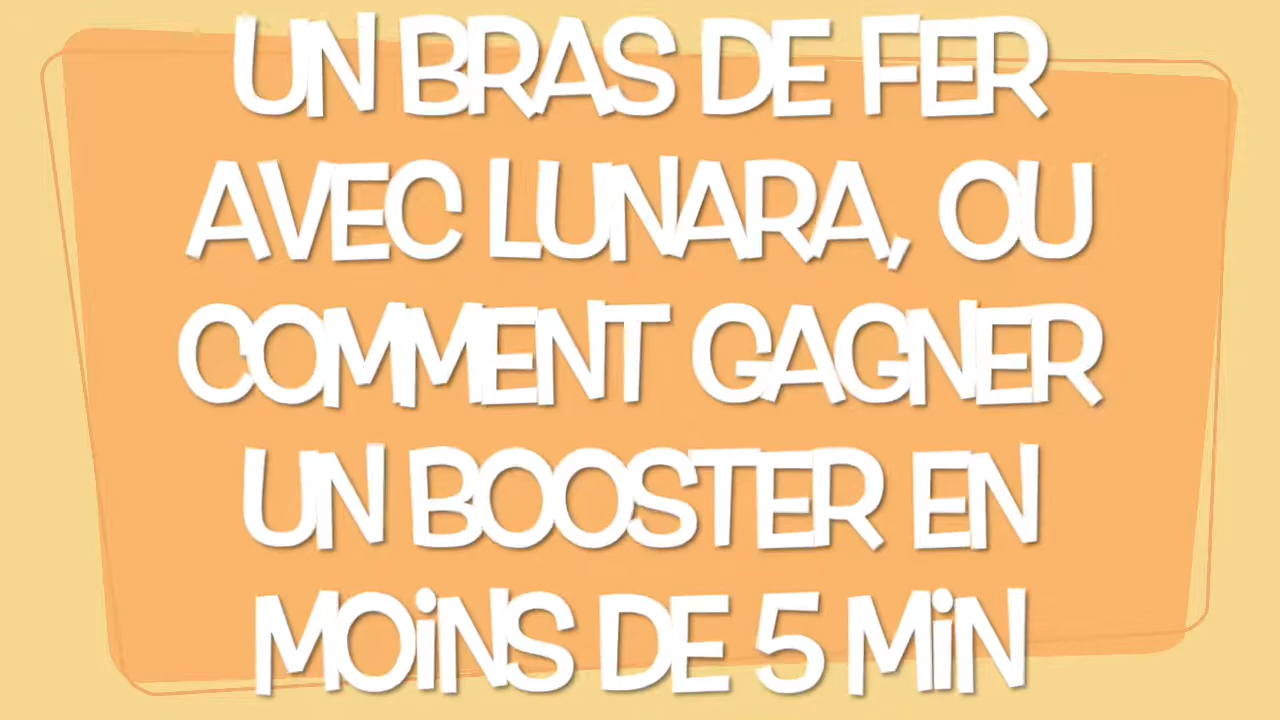 UN BRAS DE FER
AVEC LUNARA, OU
COMMENT GAGNER
UN BOOSTER EN
MOiNS DE 5 MiN